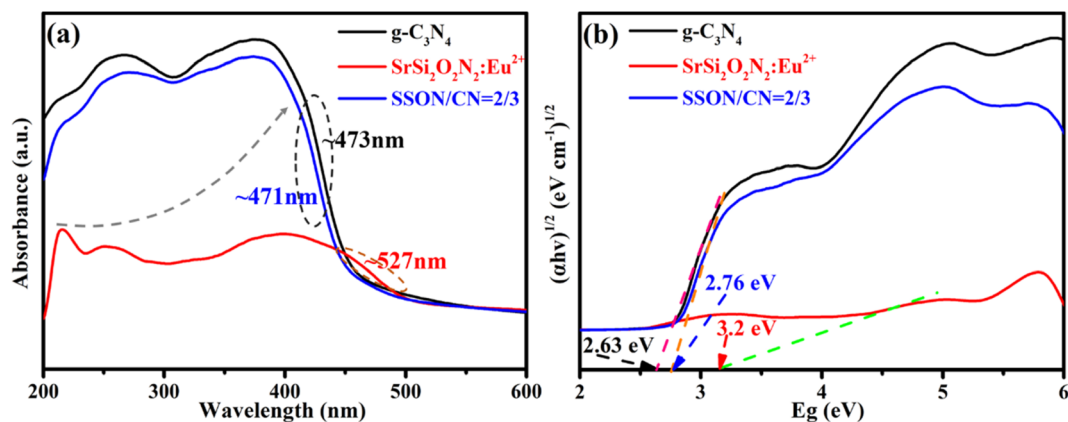 (a)
g-C₃N₄
SrSi₂O₂N₂:Eu²⁺
SSON/CN=2/3
~473nm
~471nm
~527nm
Absorbance (a.u.)
200 300 400 500 600
Wavelength (nm)
(b)
g-C₃N₄
SrSi₂O₂N₂:Eu²⁺
SSON/CN=2/3
2.76 eV
3.2 eV
2.63 eV
(αhv)¹/² (eV cm⁻¹)¹/²
2 3 4 5 6
Eg (eV)